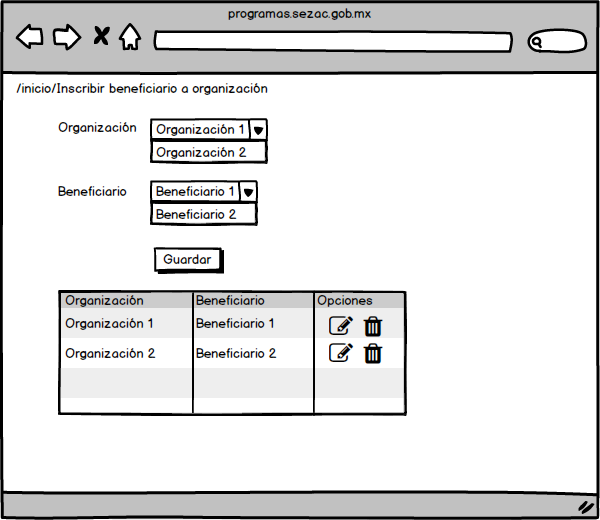 programas.sezac.gob.mx
/inicio/Inscribir beneficiario a organización
Organización
Organización 1
Organización 2
Beneficiario
Beneficiario 1
Beneficiario 2
Guardar
Organización Beneficiario Opciones
Organización 1 Beneficiario 1
Organización 2 Beneficiario 2